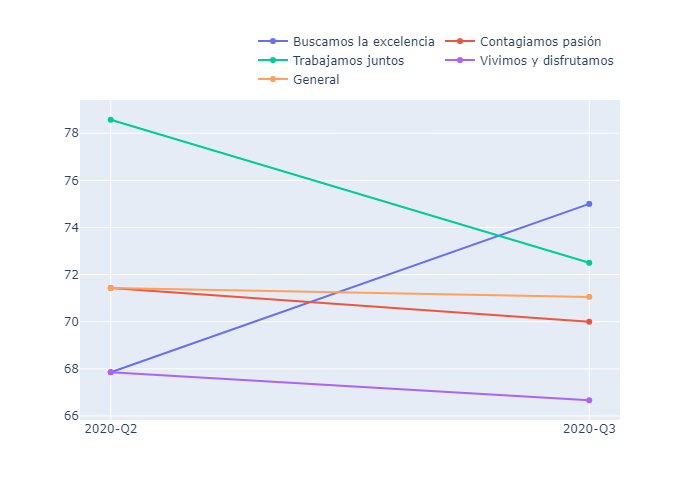 Buscamos la excelencia Contagiamos pasión
Trabajamos juntos Vivimos y disfrutamos
General
78
76
74
72
70
68
66
2020-Q2 2020-Q3